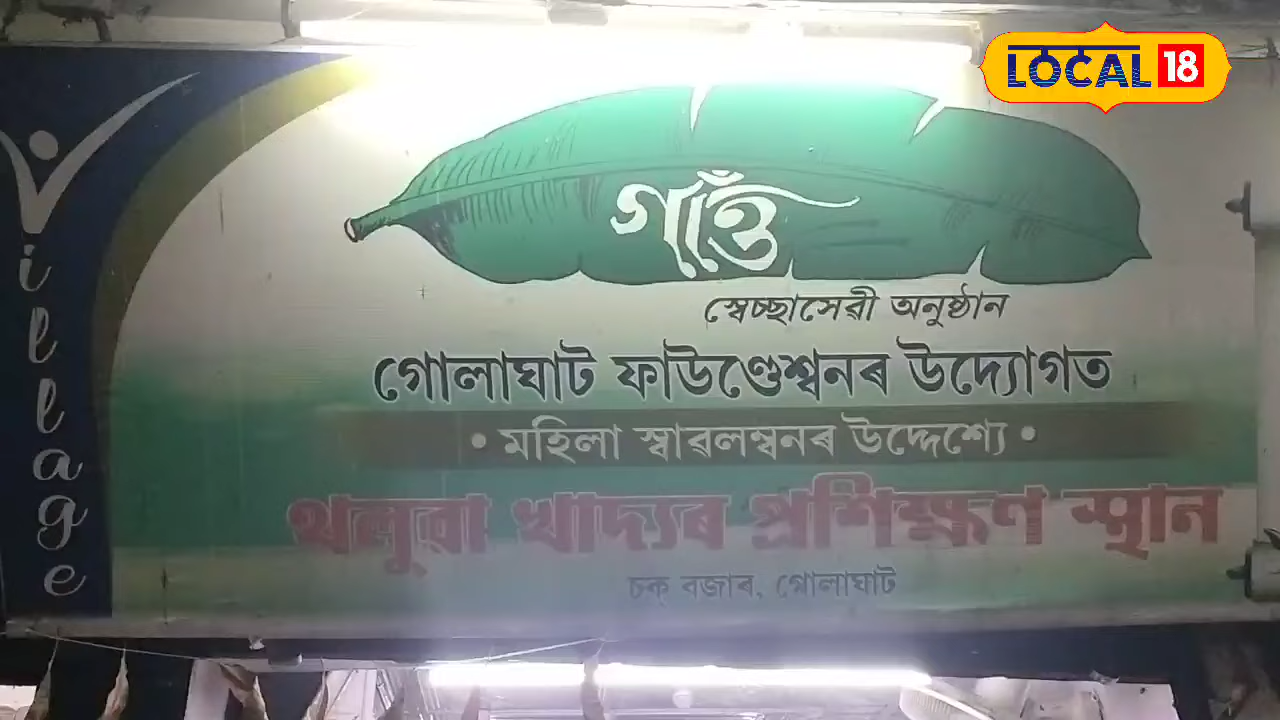 LOCAL 18
Village
গাওঁ
স্বেচ্ছাসেৱী অনুষ্ঠান
গোলাঘাট ফাউণ্ডেশ্বনৰ উদ্যোগত
• মহিলা স্বাৱলম্বনৰ উদ্দেশ্যে •
থলুৱা খাদ্যৰ প্ৰশিক্ষণ স্থান
চক্ বজাৰ, গোলাঘাট